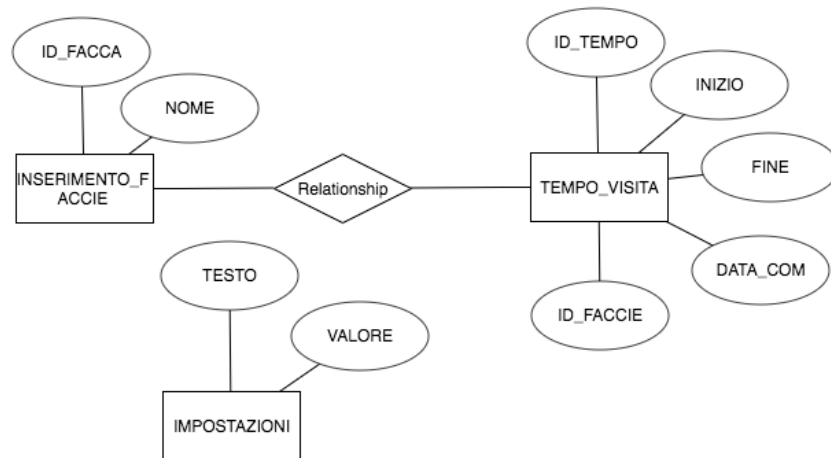 ID_FACCA
NOME
INSERIMENTO_F
ACCIE
Relationship
ID_TEMPO
INIZIO
FINE
TEMPO_VISITA
DATA_COM
ID_FACCIE
TESTO
VALORE
IMPOSTAZIONI